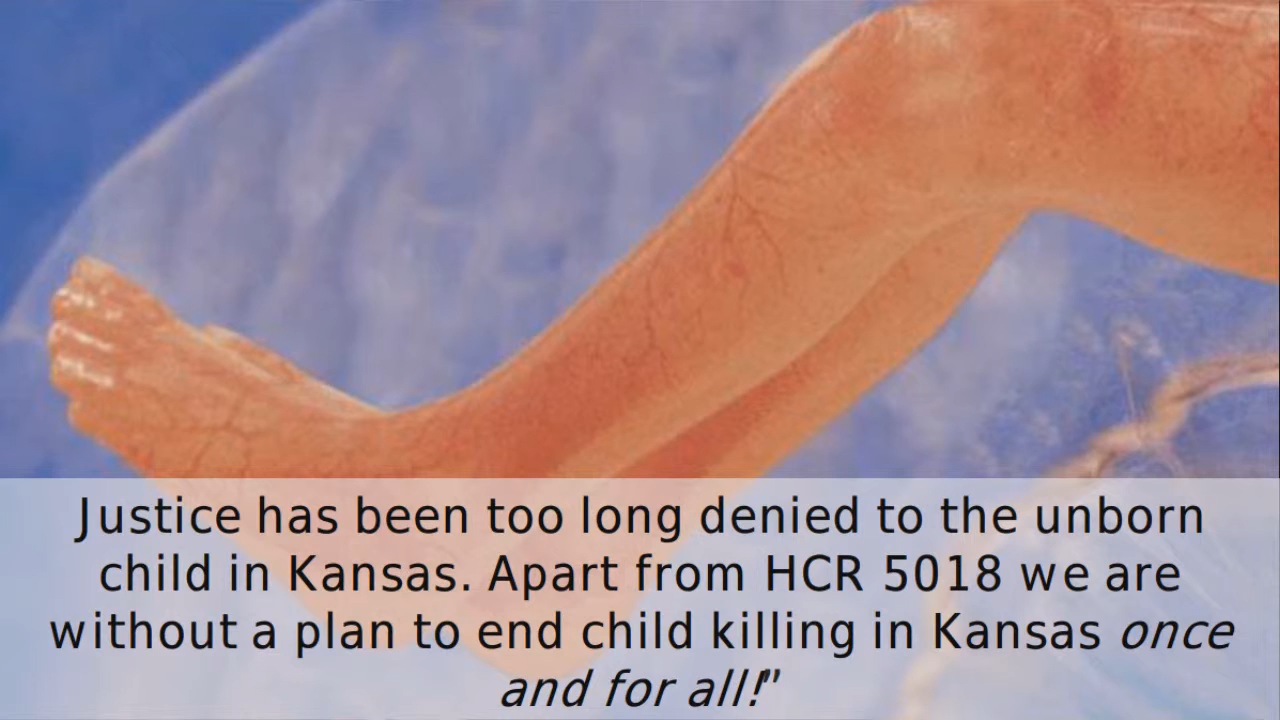 Justice has been too long denied to the unborn
child in Kansas. Apart from HCR 5018 we are
without a plan to end child killing in Kansas once
and for all!”